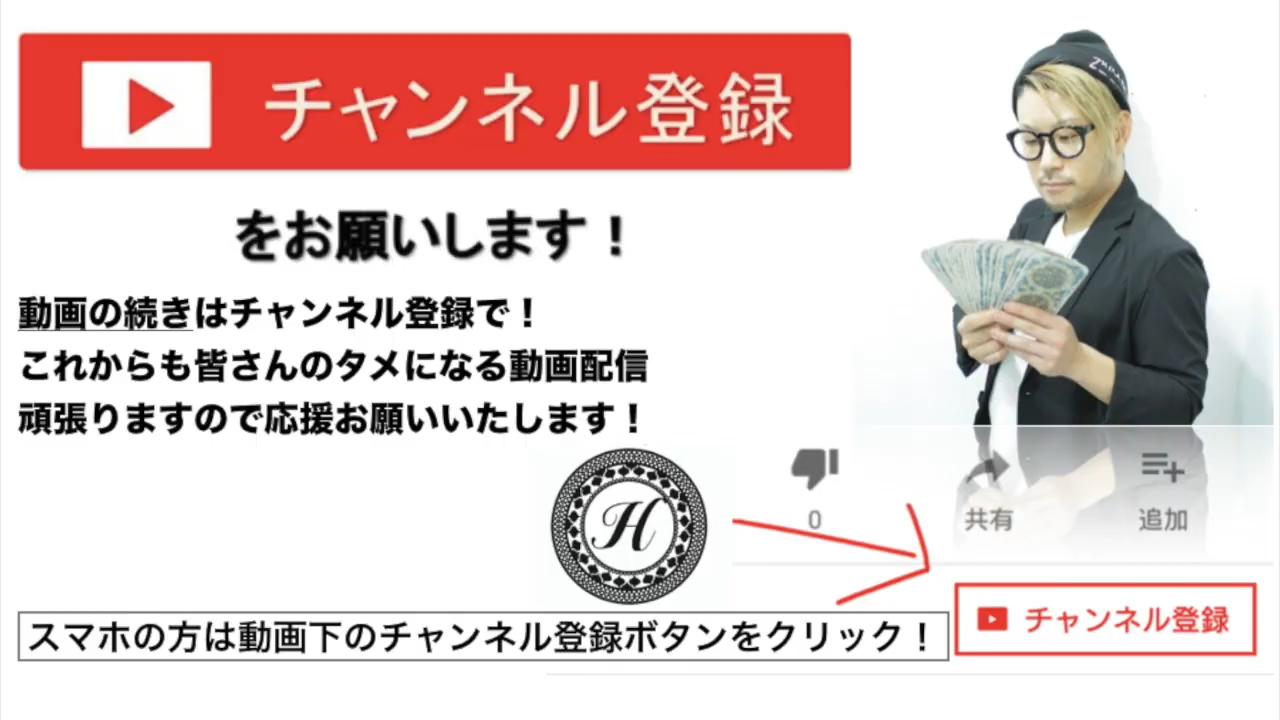 チャンネル登録
をお願いします！
動画の続きはチャンネル登録で！
これからも皆さんのタメになる動画配信
頑張りますので応援お願いいたします！
H
0
共有
追加
スマホの方は動画下のチャンネル登録ボタンをクリック！
チャンネル登録